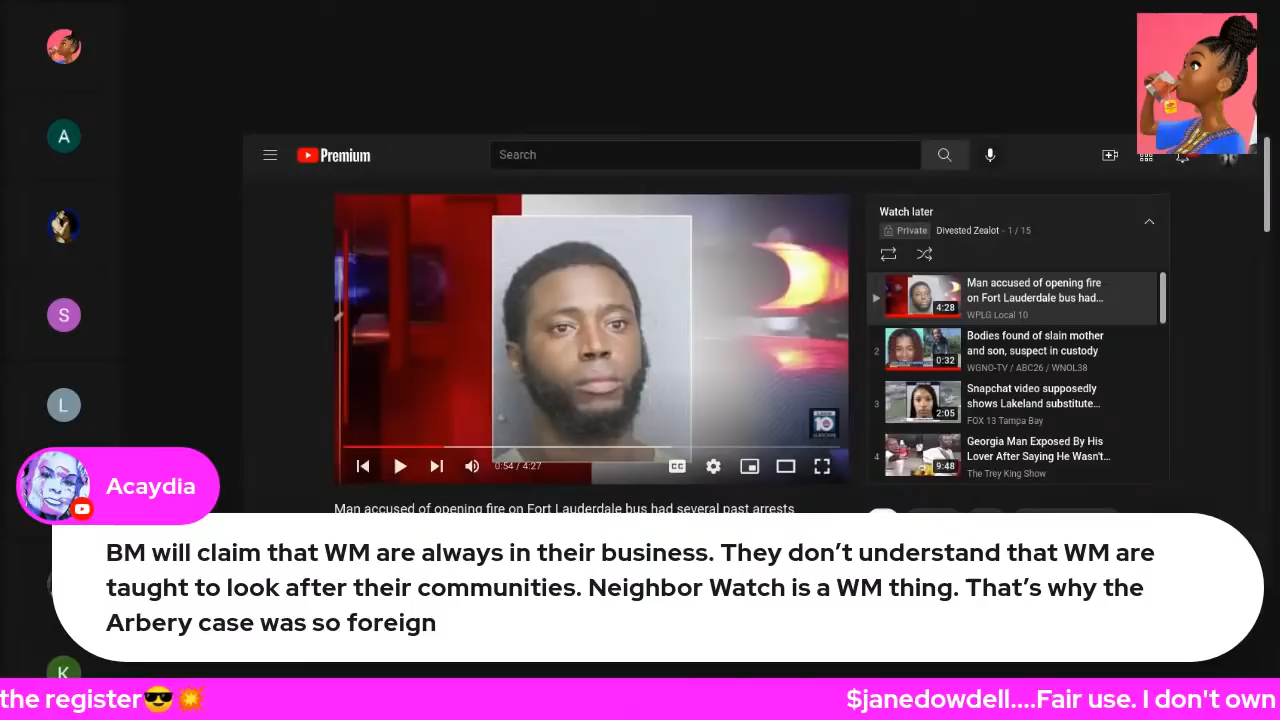 A
Premium
Search
Watch later
Private Divested Zealot - 1 / 15
Man accused of opening fire
on Fort Lauderdale bus had…
WPLG Local 10
4:28
2
Bodies found of slain mother
and son, suspect in custody
WGNO-TV / ABC26 / WNOL38
0:32
3
Snapchat video supposedly
shows Lakeland substitute…
FOX 13 Tampa Bay
2:05
4
Georgia Man Exposed By His
Lover After Saying He Wasn't…
The Trey King Show
9:48
S
L
10
0:54 / 4:27
CC
Man accused of opening fire on Fort Lauderdale bus had several past arrests
Acaydia
BM will claim that WM are always in their business. They don’t understand that WM are
taught to look after their communities. Neighbor Watch is a WM thing. That’s why the
Arbery case was so foreign
K
the register😎💥 $janedowdell....Fair use. I don't own